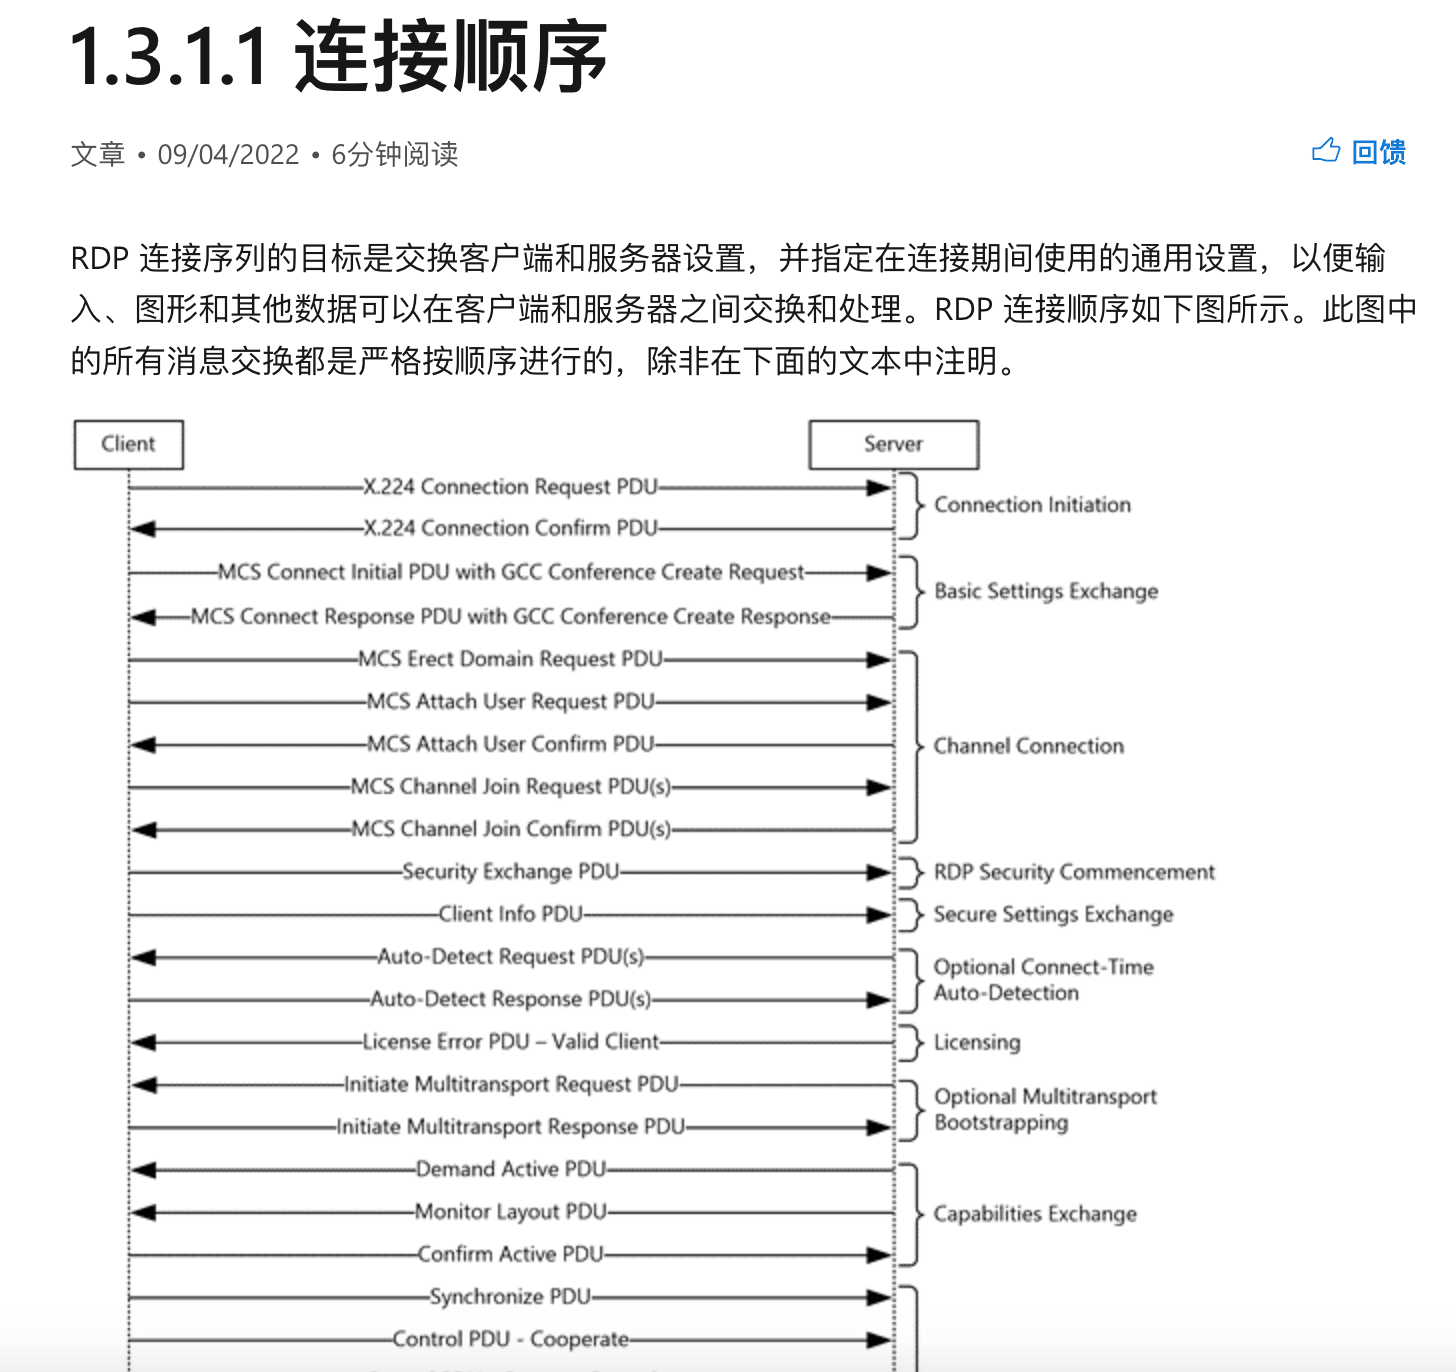 1.3.1.1 连接顺序
文章 • 09/04/2022 • 6分钟阅读
回馈
RDP 连接序列的目标是交换客户端和服务器设置，并指定在连接期间使用的通用设置，以便输
入、图形和其他数据可以在客户端和服务器之间交换和处理。RDP 连接顺序如下图所示。此图中
的所有消息交换都是严格按顺序进行的，除非在下面的文本中注明。
Client
Server
X.224 Connection Request PDU
X.224 Connection Confirm PDU
Connection Initiation
MCS Connect Initial PDU with GCC Conference Create Request
MCS Connect Response PDU with GCC Conference Create Response
Basic Settings Exchange
MCS Erect Domain Request PDU
MCS Attach User Request PDU
MCS Attach User Confirm PDU
MCS Channel Join Request PDU(s)
MCS Channel Join Confirm PDU(s)
Channel Connection
Security Exchange PDU
RDP Security Commencement
Client Info PDU
Secure Settings Exchange
Auto-Detect Request PDU(s)
Auto-Detect Response PDU(s)
Optional Connect-Time
Auto-Detection
License Error PDU – Valid Client
Licensing
Initiate Multitransport Request PDU
Initiate Multitransport Response PDU
Optional Multitransport
Bootstrapping
Demand Active PDU
Monitor Layout PDU
Confirm Active PDU
Capabilities Exchange
Synchronize PDU
Control PDU - Cooperate